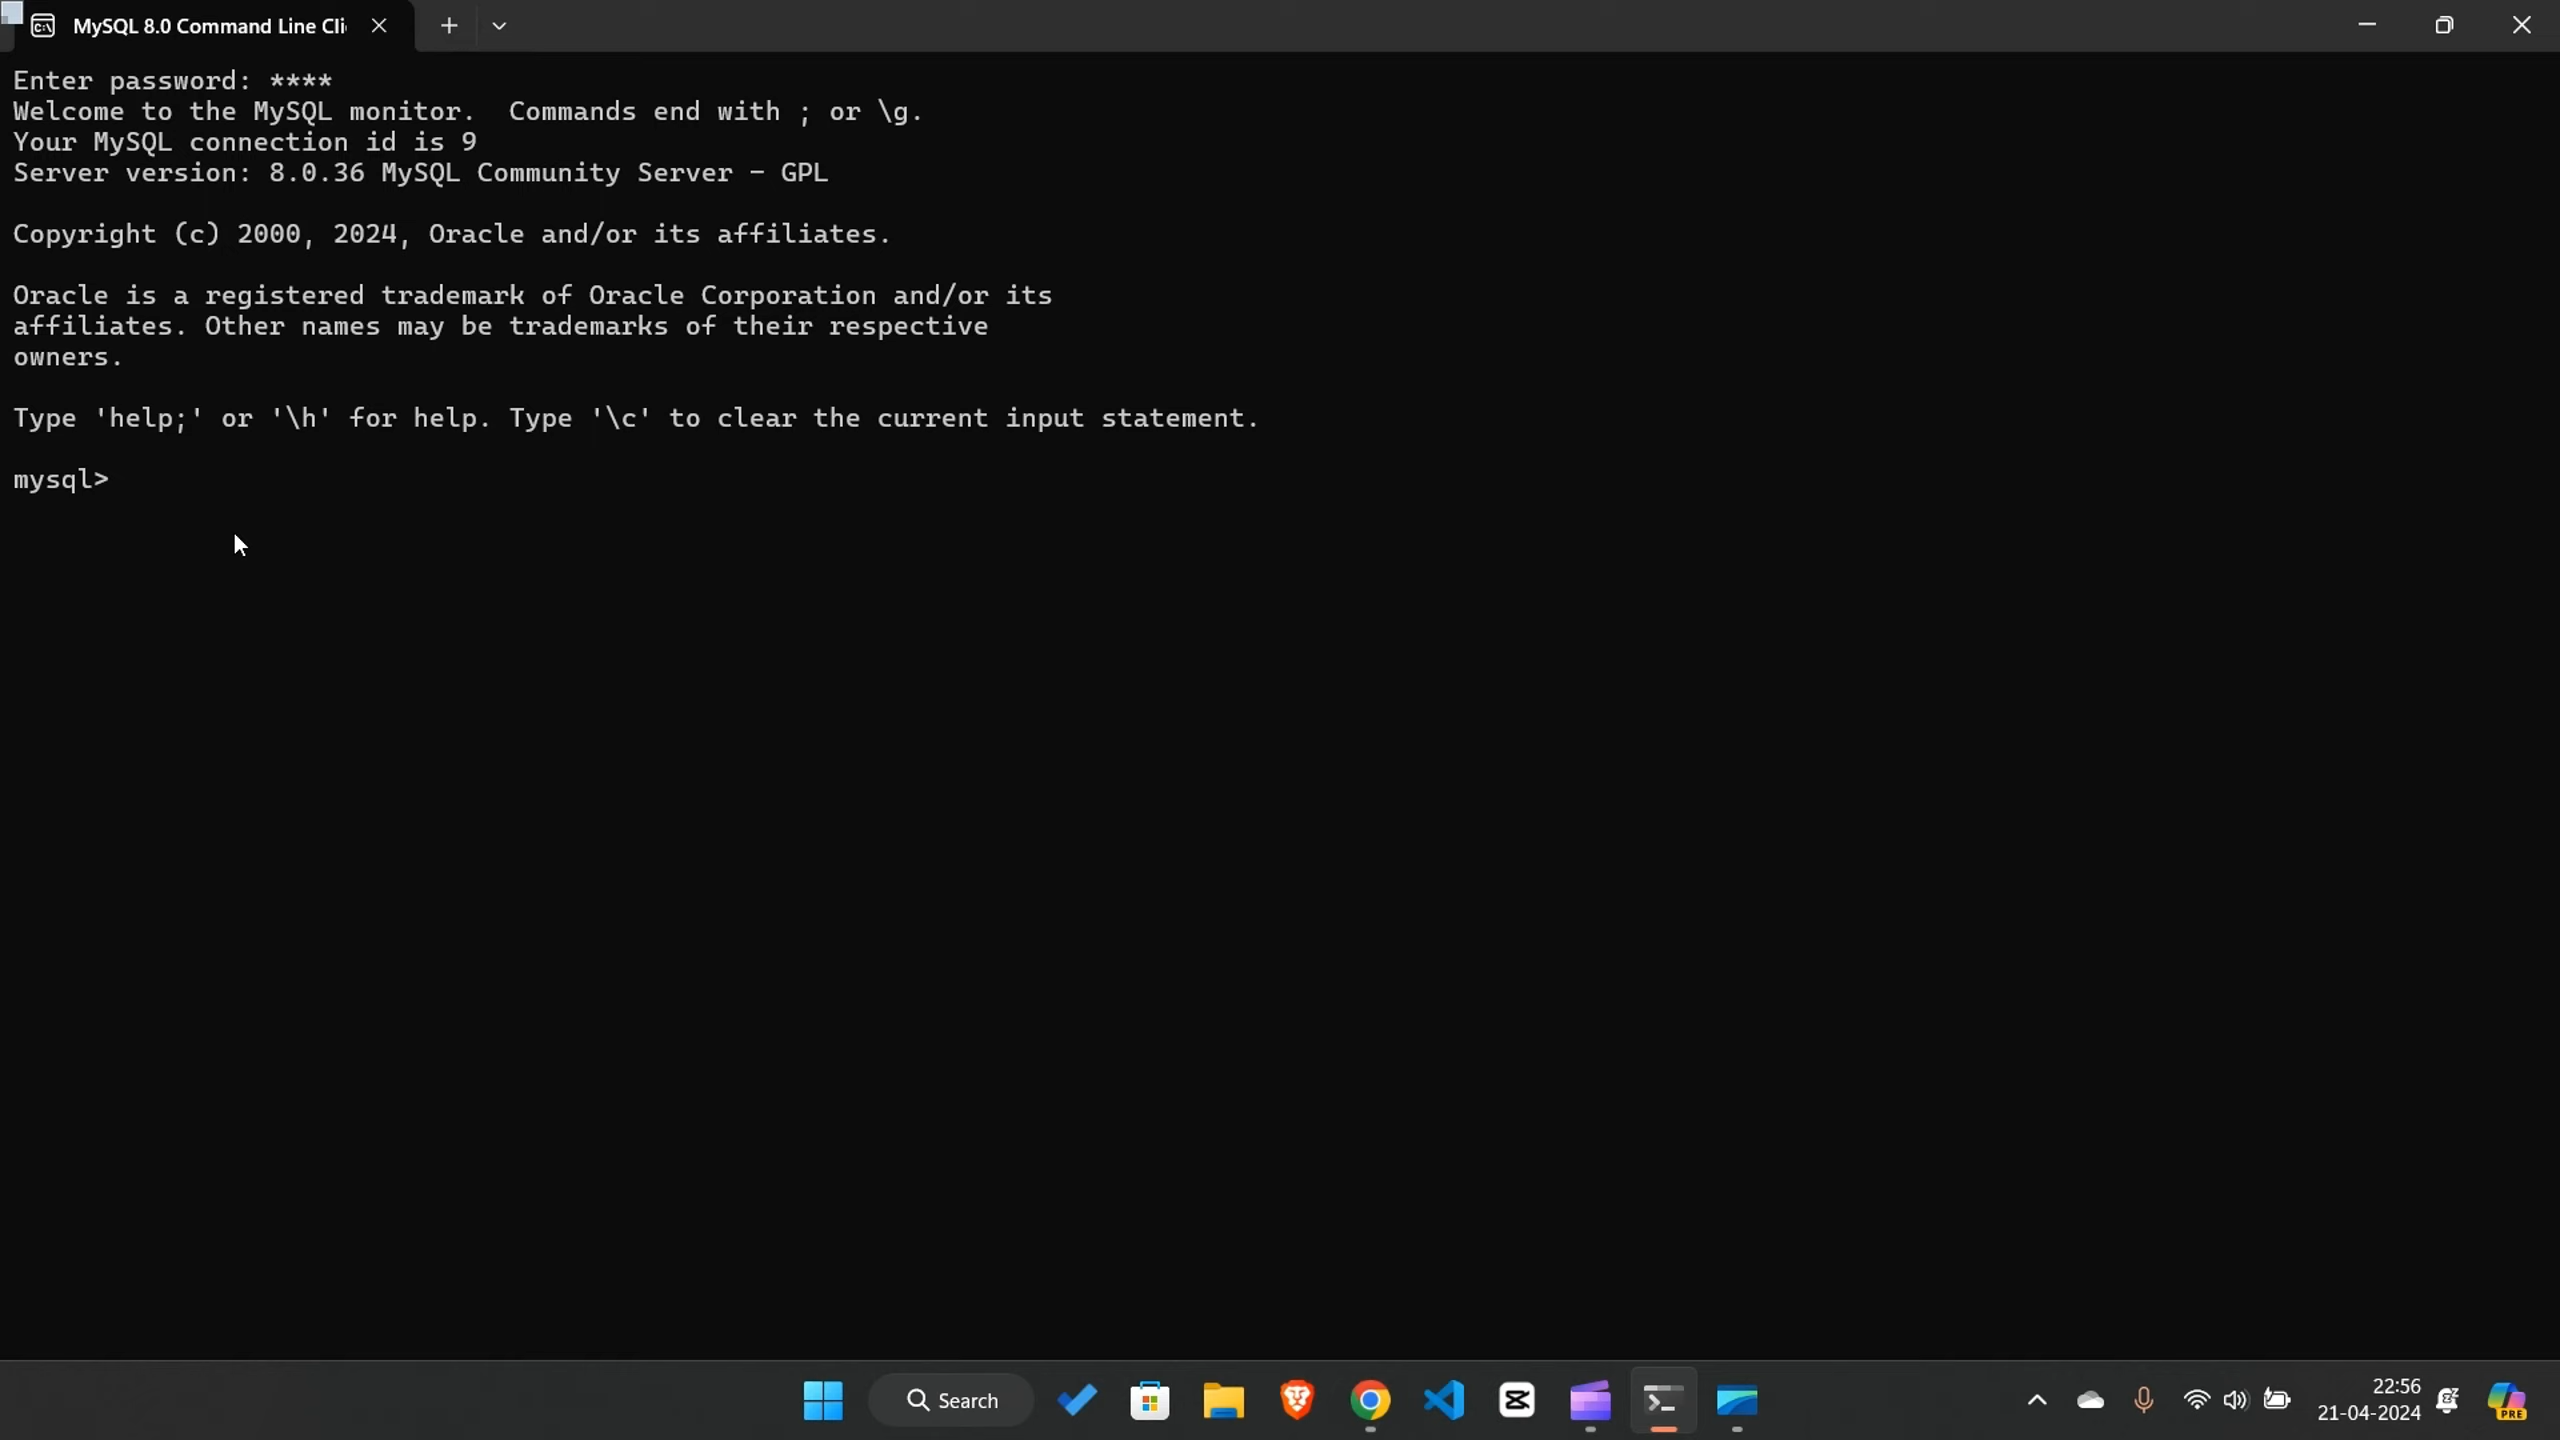 MySQL 8.0 Command Line Cli
Enter password: ****
Welcome to the MySQL monitor.  Commands end with ; or \g.
Your MySQL connection id is 9
Server version: 8.0.36 MySQL Community Server - GPL
Copyright (c) 2000, 2024, Oracle and/or its affiliates.
Oracle is a registered trademark of Oracle Corporation and/or its
affiliates. Other names may be trademarks of their respective
owners.
Type 'help;' or '\h' for help. Type '\c' to clear the current input statement.
mysql>
Search
22:56
21-04-2024
PRE